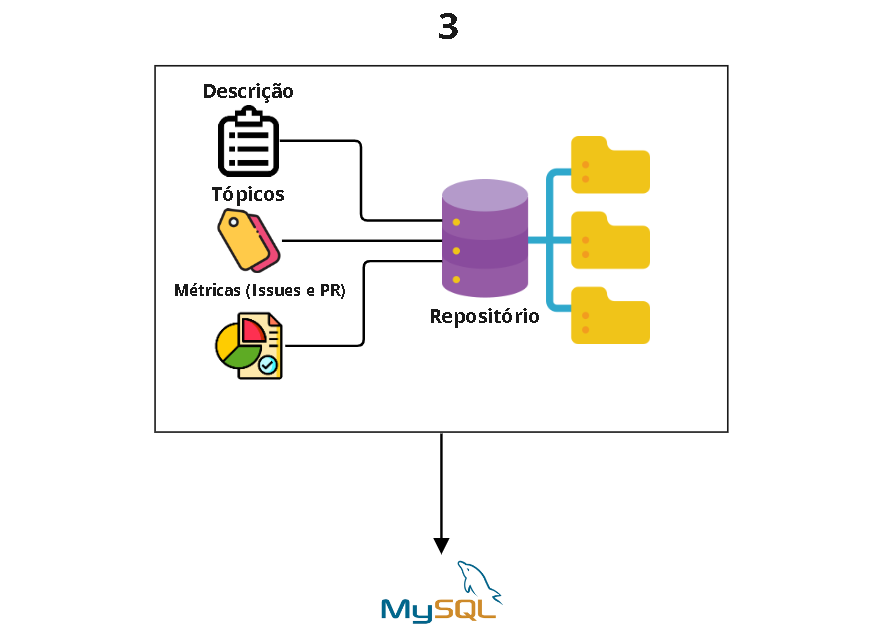 3
Descrição
Tópicos
Métricas (Issues e PR)
Repositório
MySQL